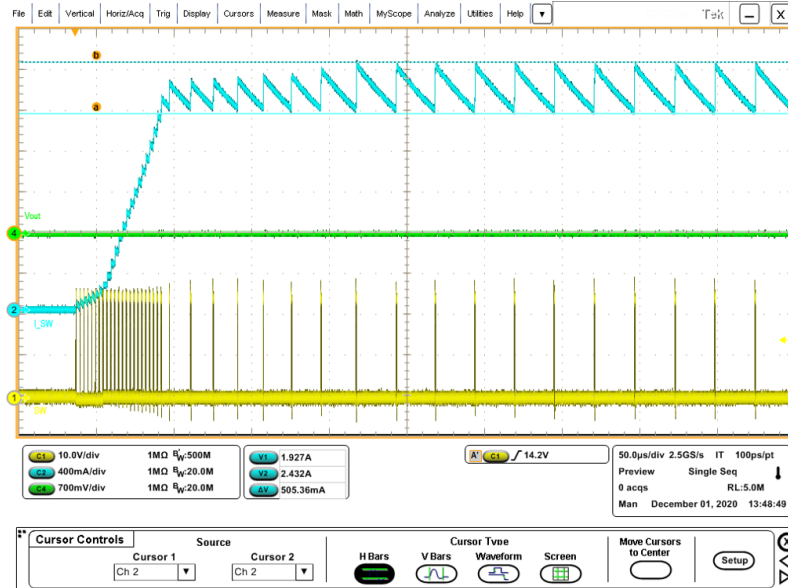 File Edit Vertical Horiz/Acq Trig Display Cursors Measure Mask Math MyScope Analyze Utilities Help Tek X
b
a
Vout
4
2
I_SW
1
SW
C1 10.0V/div 1MΩ BW:500M
C2 400mA/div 1MΩ BW:20.0M
C4 700mV/div 1MΩ BW:20.0M
V1 1.927A
V2 2.432A
ΔV 505.36mA
A' C1 14.2V
50.0µs/div 2.5GS/s IT 100ps/pt
Preview Single Seq
0 acqs RL:5.0M
Man December 01, 2020 13:48:49
Cursor Controls Source Cursor Type Move Cursors to Center X
Cursor 1 Cursor 2 H Bars V Bars Waveform Screen
Ch 2 Ch 2 Setup